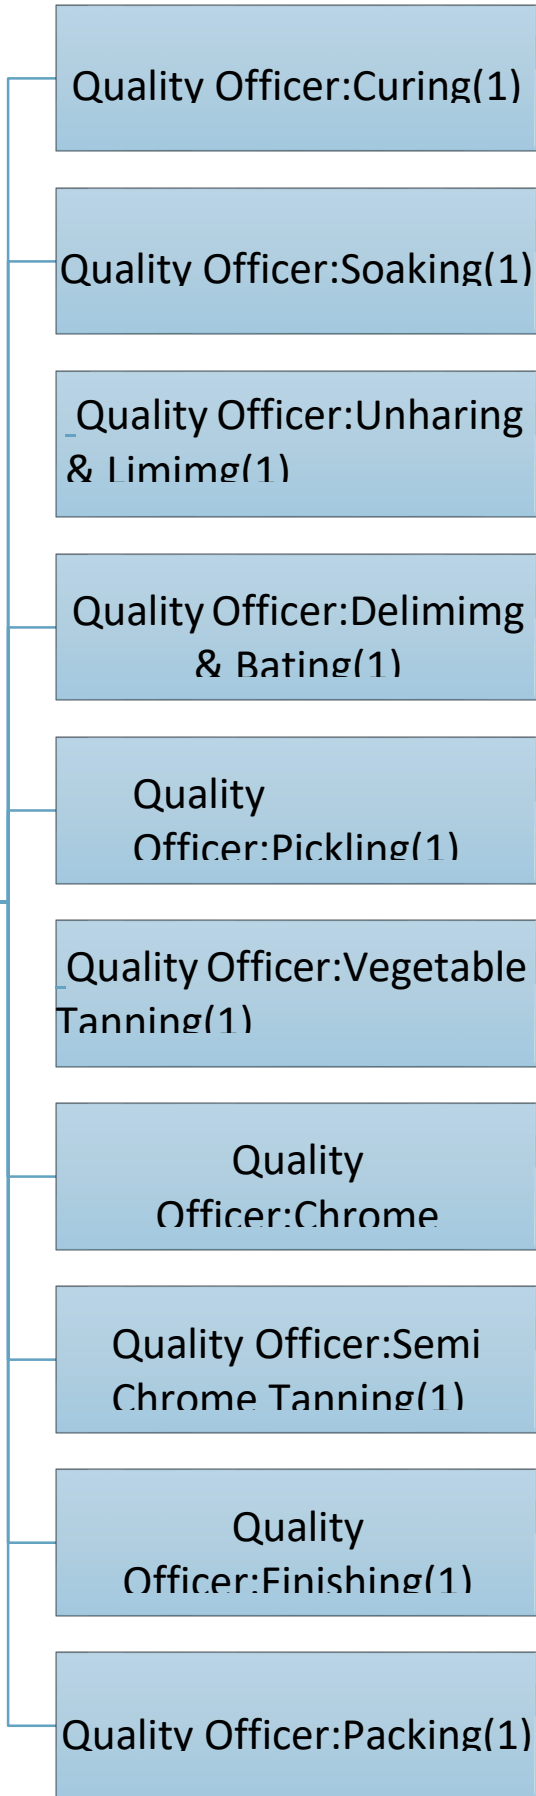 Quality Officer:Curing(1)
Quality Officer:Soaking(1)
Quality Officer:Unharing
& Limimg(1)
Quality Officer:Delimimg
& Bating(1)
Quality
Officer:Pickling(1)
Quality Officer:Vegetable
Tanning(1)
Quality
Officer:Chrome
Quality Officer:Semi
Chrome Tanning(1)
Quality
Officer:Finishing(1)
Quality Officer:Packing(1)